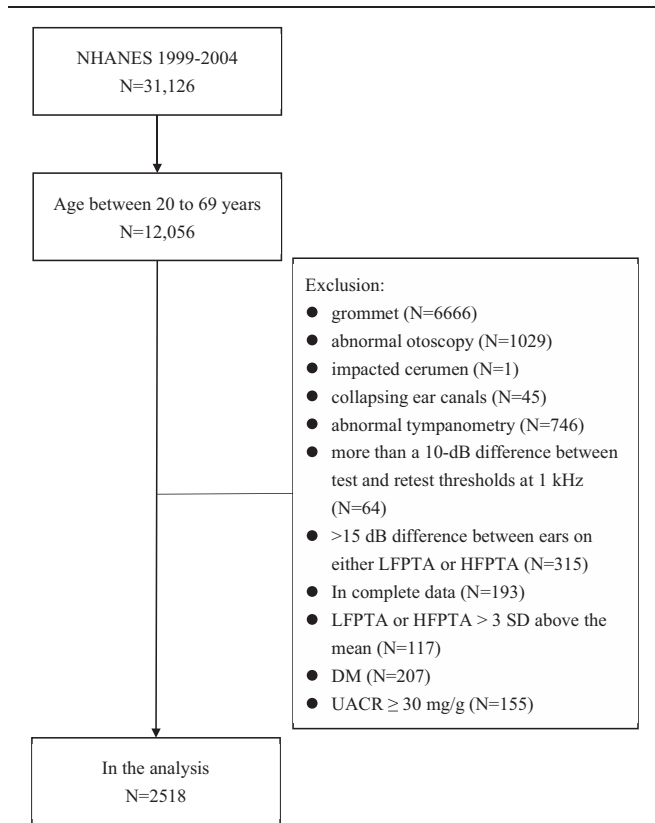 NHANES 1999-2004
N=31,126
Age between 20 to 69 years
N=12,056
Exclusion:
● grommet (N=6666)
● abnormal otoscopy (N=1029)
● impacted cerumen (N=1)
● collapsing ear canals (N=45)
● abnormal tympanometry (N=746)
● more than a 10-dB difference between
test and retest thresholds at 1 kHz
(N=64)
● >15 dB difference between ears on
either LFPTA or HFPTA (N=315)
● In complete data (N=193)
● LFPTA or HFPTA > 3 SD above the
mean (N=117)
● DM (N=207)
● UACR ≥ 30 mg/g (N=155)
In the analysis
N=2518